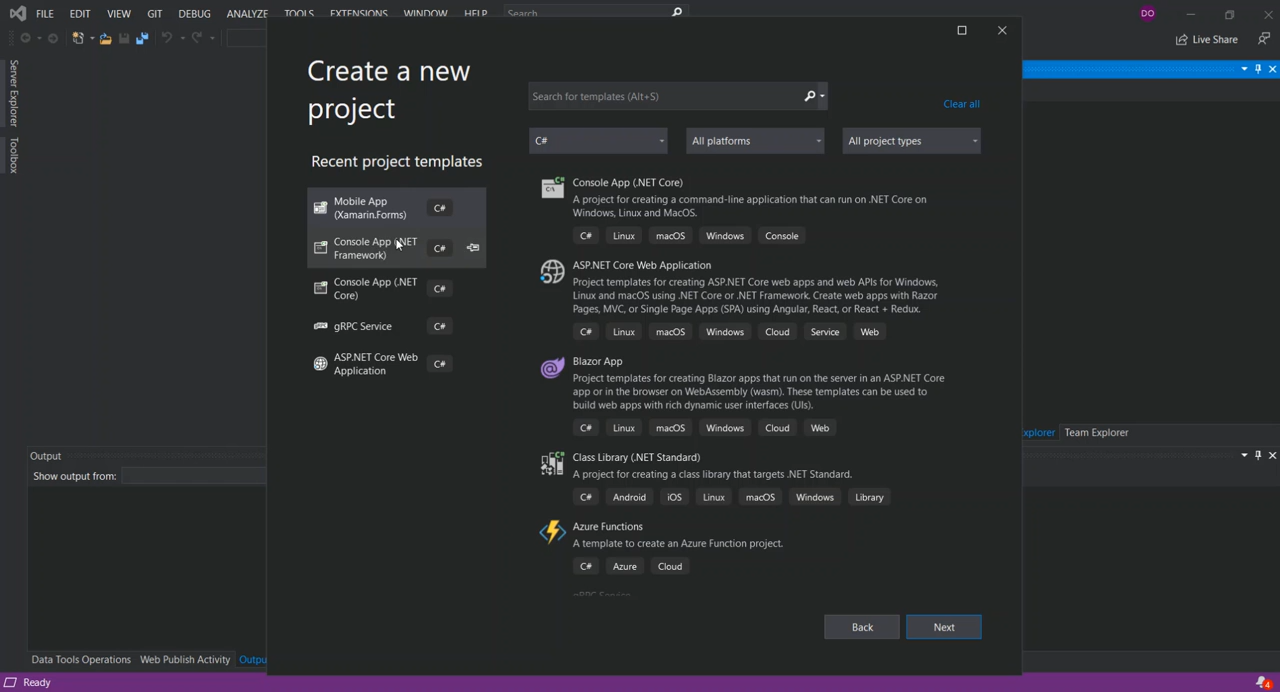 FILE EDIT VIEW GIT DEBUG ANALYZE TOOLS EXTENSIONS WINDOW HELP Search DO
Live Share
Server Explorer
Toolbox
Create a new
project
Search for templates (Alt+S)
Clear all
C# All platforms All project types
Recent project templates
Mobile App
(Xamarin.Forms)
C#
Console App (.NET
Framework)
C#
Console App (.NET
Core)
C#
gRPC Service C#
ASP.NET Core Web
Application
C#
Console App (.NET Core)
A project for creating a command-line application that can run on .NET Core on
Windows, Linux and MacOS.
C# Linux macOS Windows Console
ASP.NET Core Web Application
Project templates for creating ASP.NET Core web apps and web APIs for Windows,
Linux and macOS using .NET Core or .NET Framework. Create web apps with Razor
Pages, MVC, or Single Page Apps (SPA) using Angular, React, or React + Redux.
C# Linux macOS Windows Cloud Service Web
Blazor App
Project templates for creating Blazor apps that run on the server in an ASP.NET Core
app or in the browser on WebAssembly (wasm). These templates can be used to
build web apps with rich dynamic user interfaces (UIs).
C# Linux macOS Windows Cloud Web
Class Library (.NET Standard)
A project for creating a class library that targets .NET Standard.
C# Android iOS Linux macOS Windows Library
Azure Functions
A template to create an Azure Function project.
C# Azure Cloud
gRPC Service
Back Next
xplorer Team Explorer
Output
Show output from:
Data Tools Operations Web Publish Activity Outpu
Ready
4